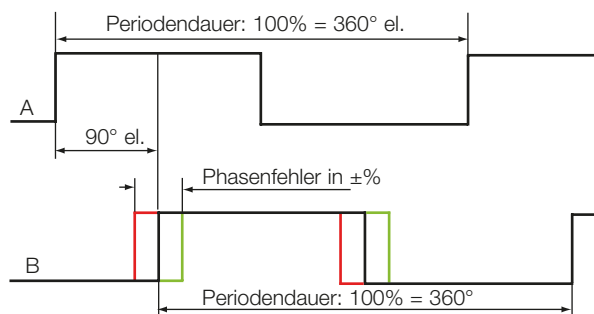 Periodendauer: 100% = 360° el.
A
90° el.
Phasenfehler in ±%
B
Periodendauer: 100% = 360°